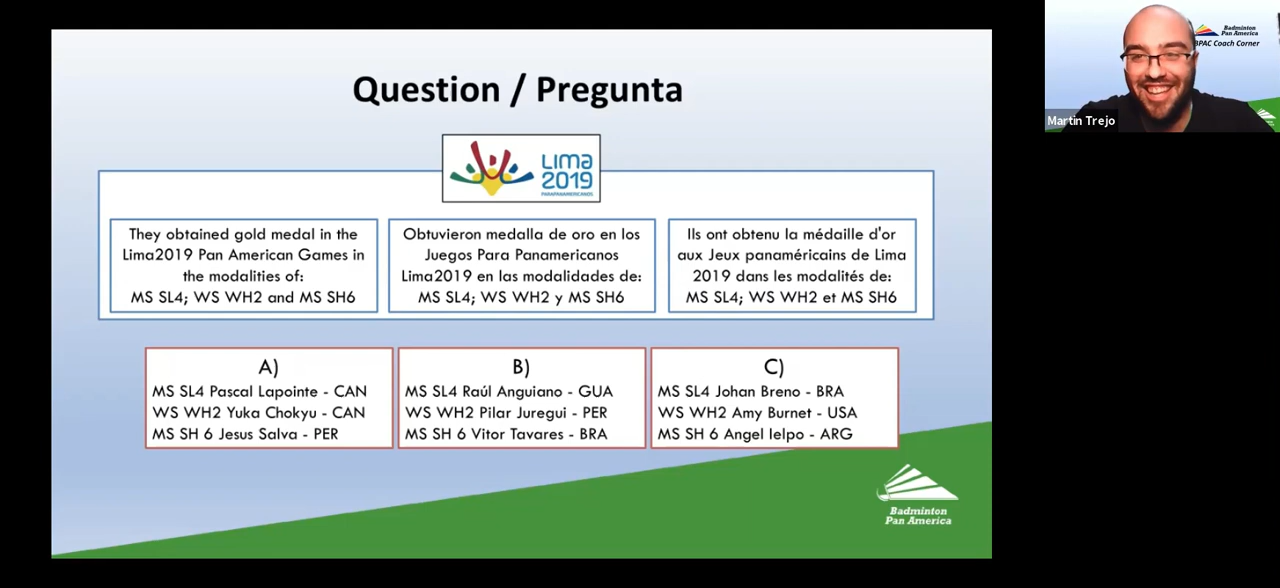 Question / Pregunta
LIMA
2019
PARAPANAMERICANOS
They obtained gold medal in the
Lima2019 Pan American Games in
the modalities of:
MS SL4; WS WH2 and MS SH6
Obtuvieron medalla de oro en los
Juegos Para Panamericanos
Lima2019 en las modalidades de:
MS SL4; WS WH2 y MS SH6
Ils ont obtenu la médaille d'or
aux Jeux panaméricains de Lima
2019 dans les modalités de:
MS SL4; WS WH2 et MS SH6
A)
MS SL4 Pascal Lapointe - CAN
WS WH2 Yuka Chokyu - CAN
MS SH 6 Jesus Salva - PER
B)
MS SL4 Raúl Anguiano - GUA
WS WH2 Pilar Juregui - PER
MS SH 6 Vitor Tavares - BRA
C)
MS SL4 Johan Breno - BRA
WS WH2 Amy Burnet - USA
MS SH 6 Angel Ielpo - ARG
Badminton
Pan America
Badminton
Pan America
BPAC Coach Corner
Martin Trejo